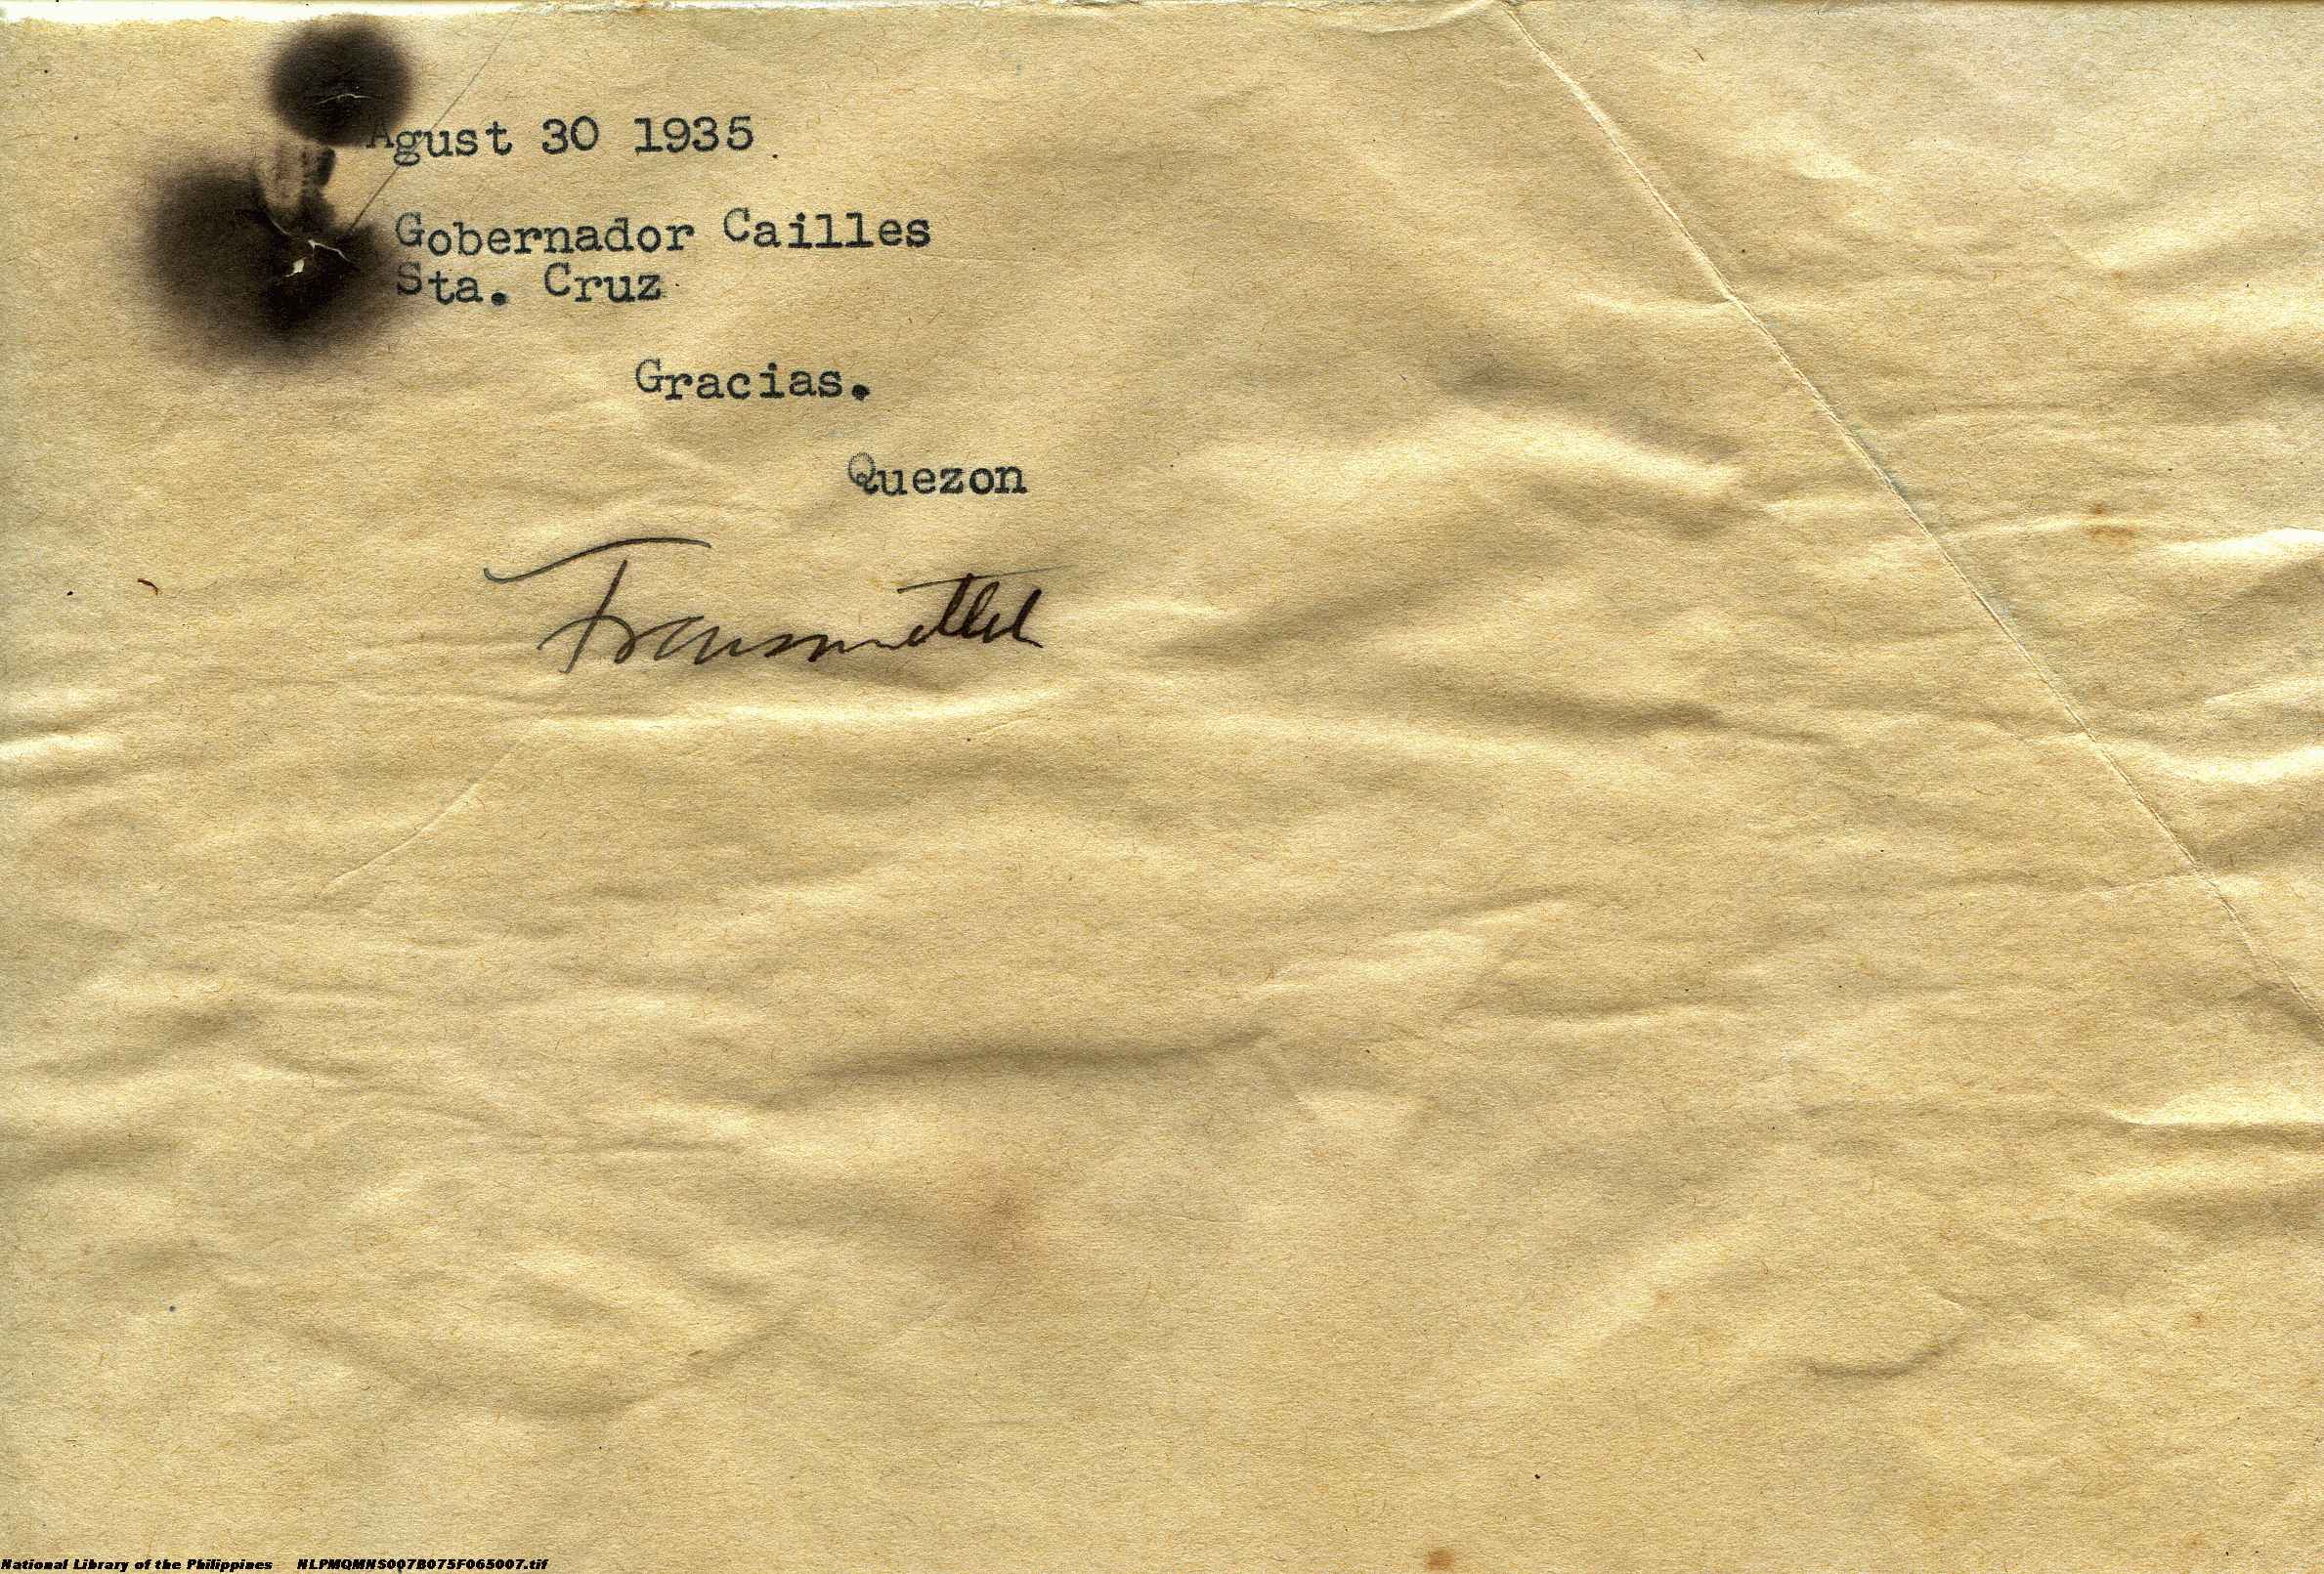 Agust 30 1935
Gobernador Cailles
Sta. Cruz
Gracias.
Quezon
Transmitted
National Library of the Philippines NLPMQMNS007B075F065007.tif